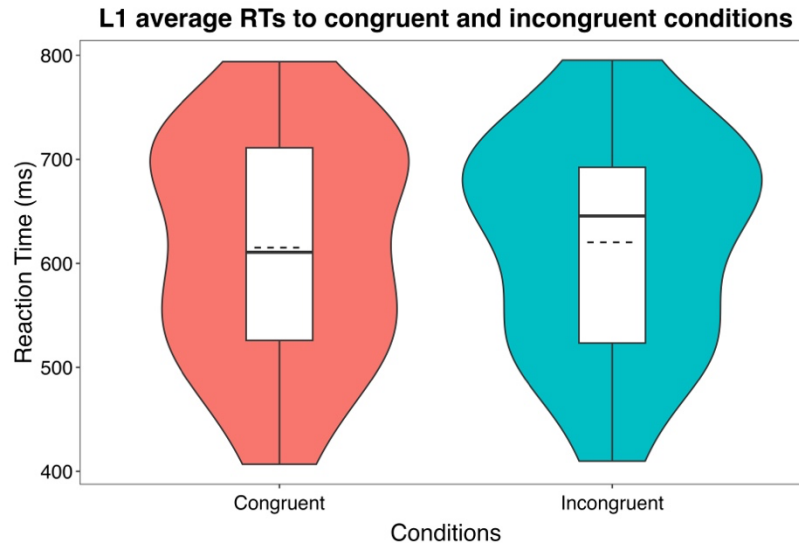 L1 average RTs to congruent and incongruent conditions
Reaction Time (ms)
800
700
600
500
400
Congruent
Incongruent
Conditions